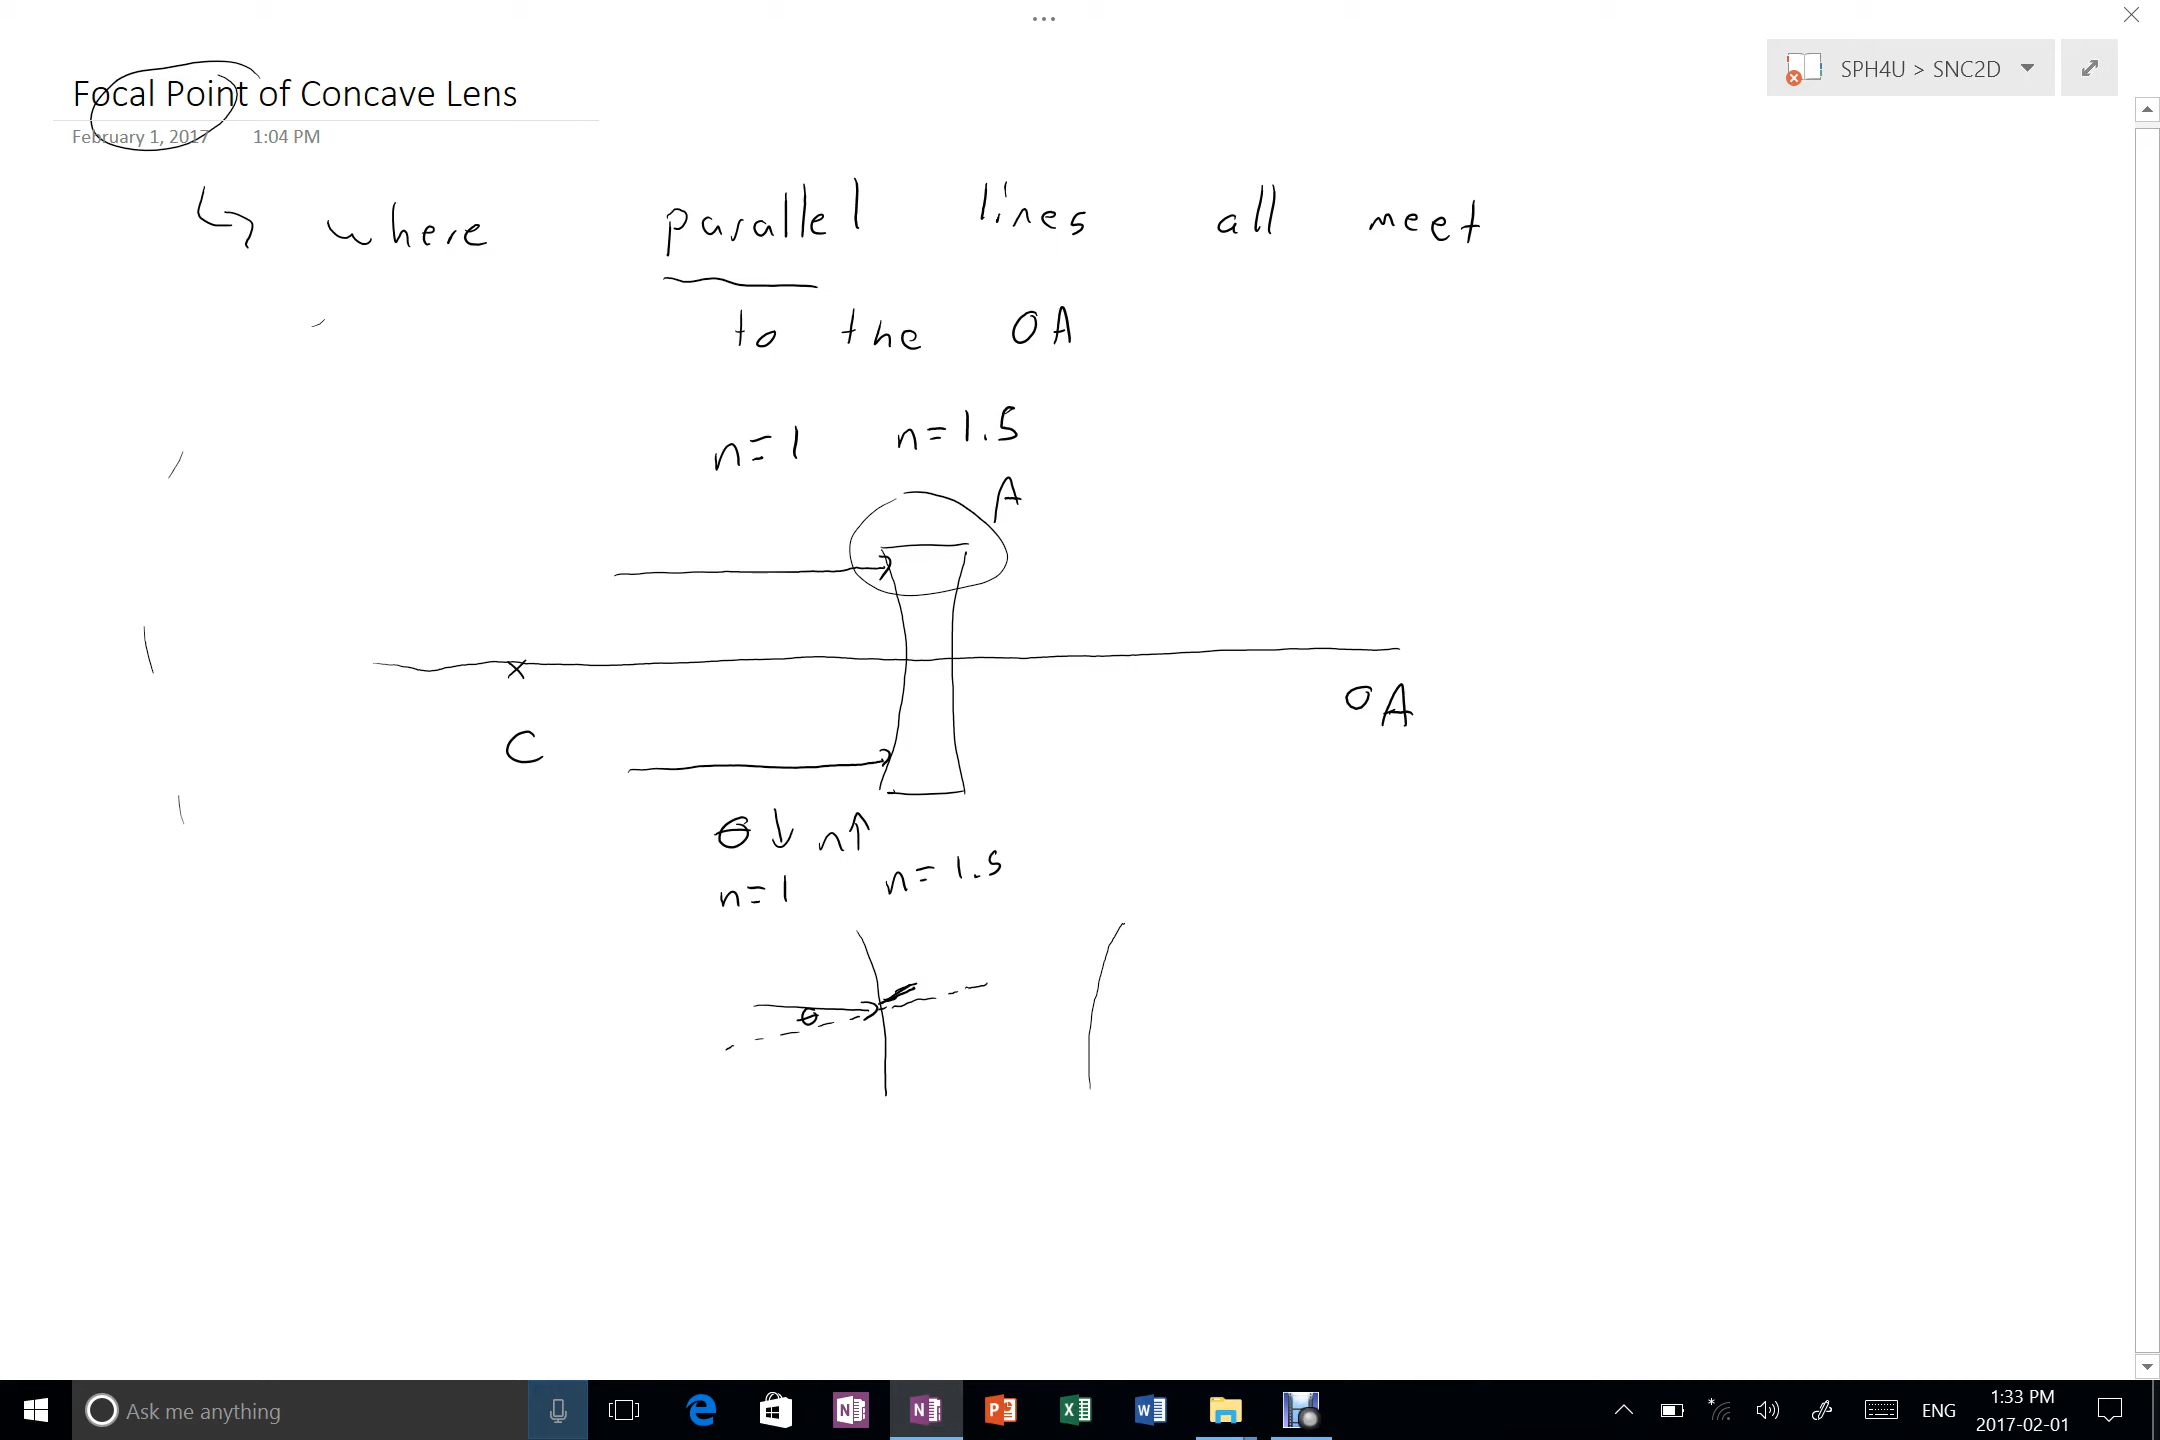 SPH4U > SNC2D
Focal Point of Concave Lens
February 1, 2017 1:04 PM
where parallel lines all meet
to the OA
n=1 n=1.5
A
OA
C
θ↓ n↑
n=1 n=1.5
θ
Ask me anything
ENG
1:33 PM
2017-02-01